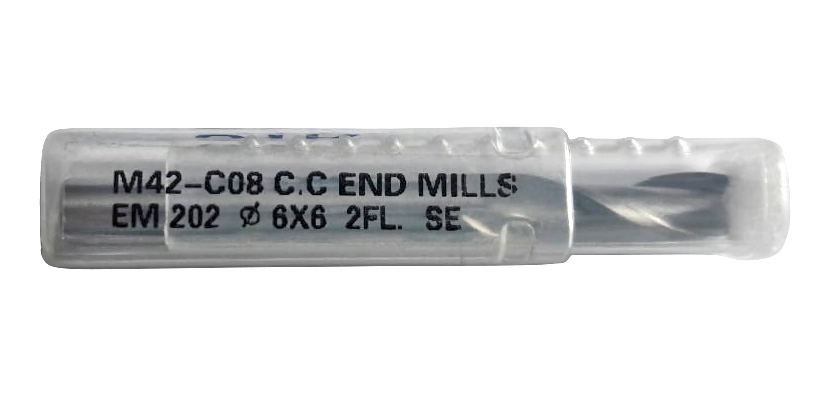 M42-C08 C.C END MILLS
EM 202 Ø 6X6 2FL. SE